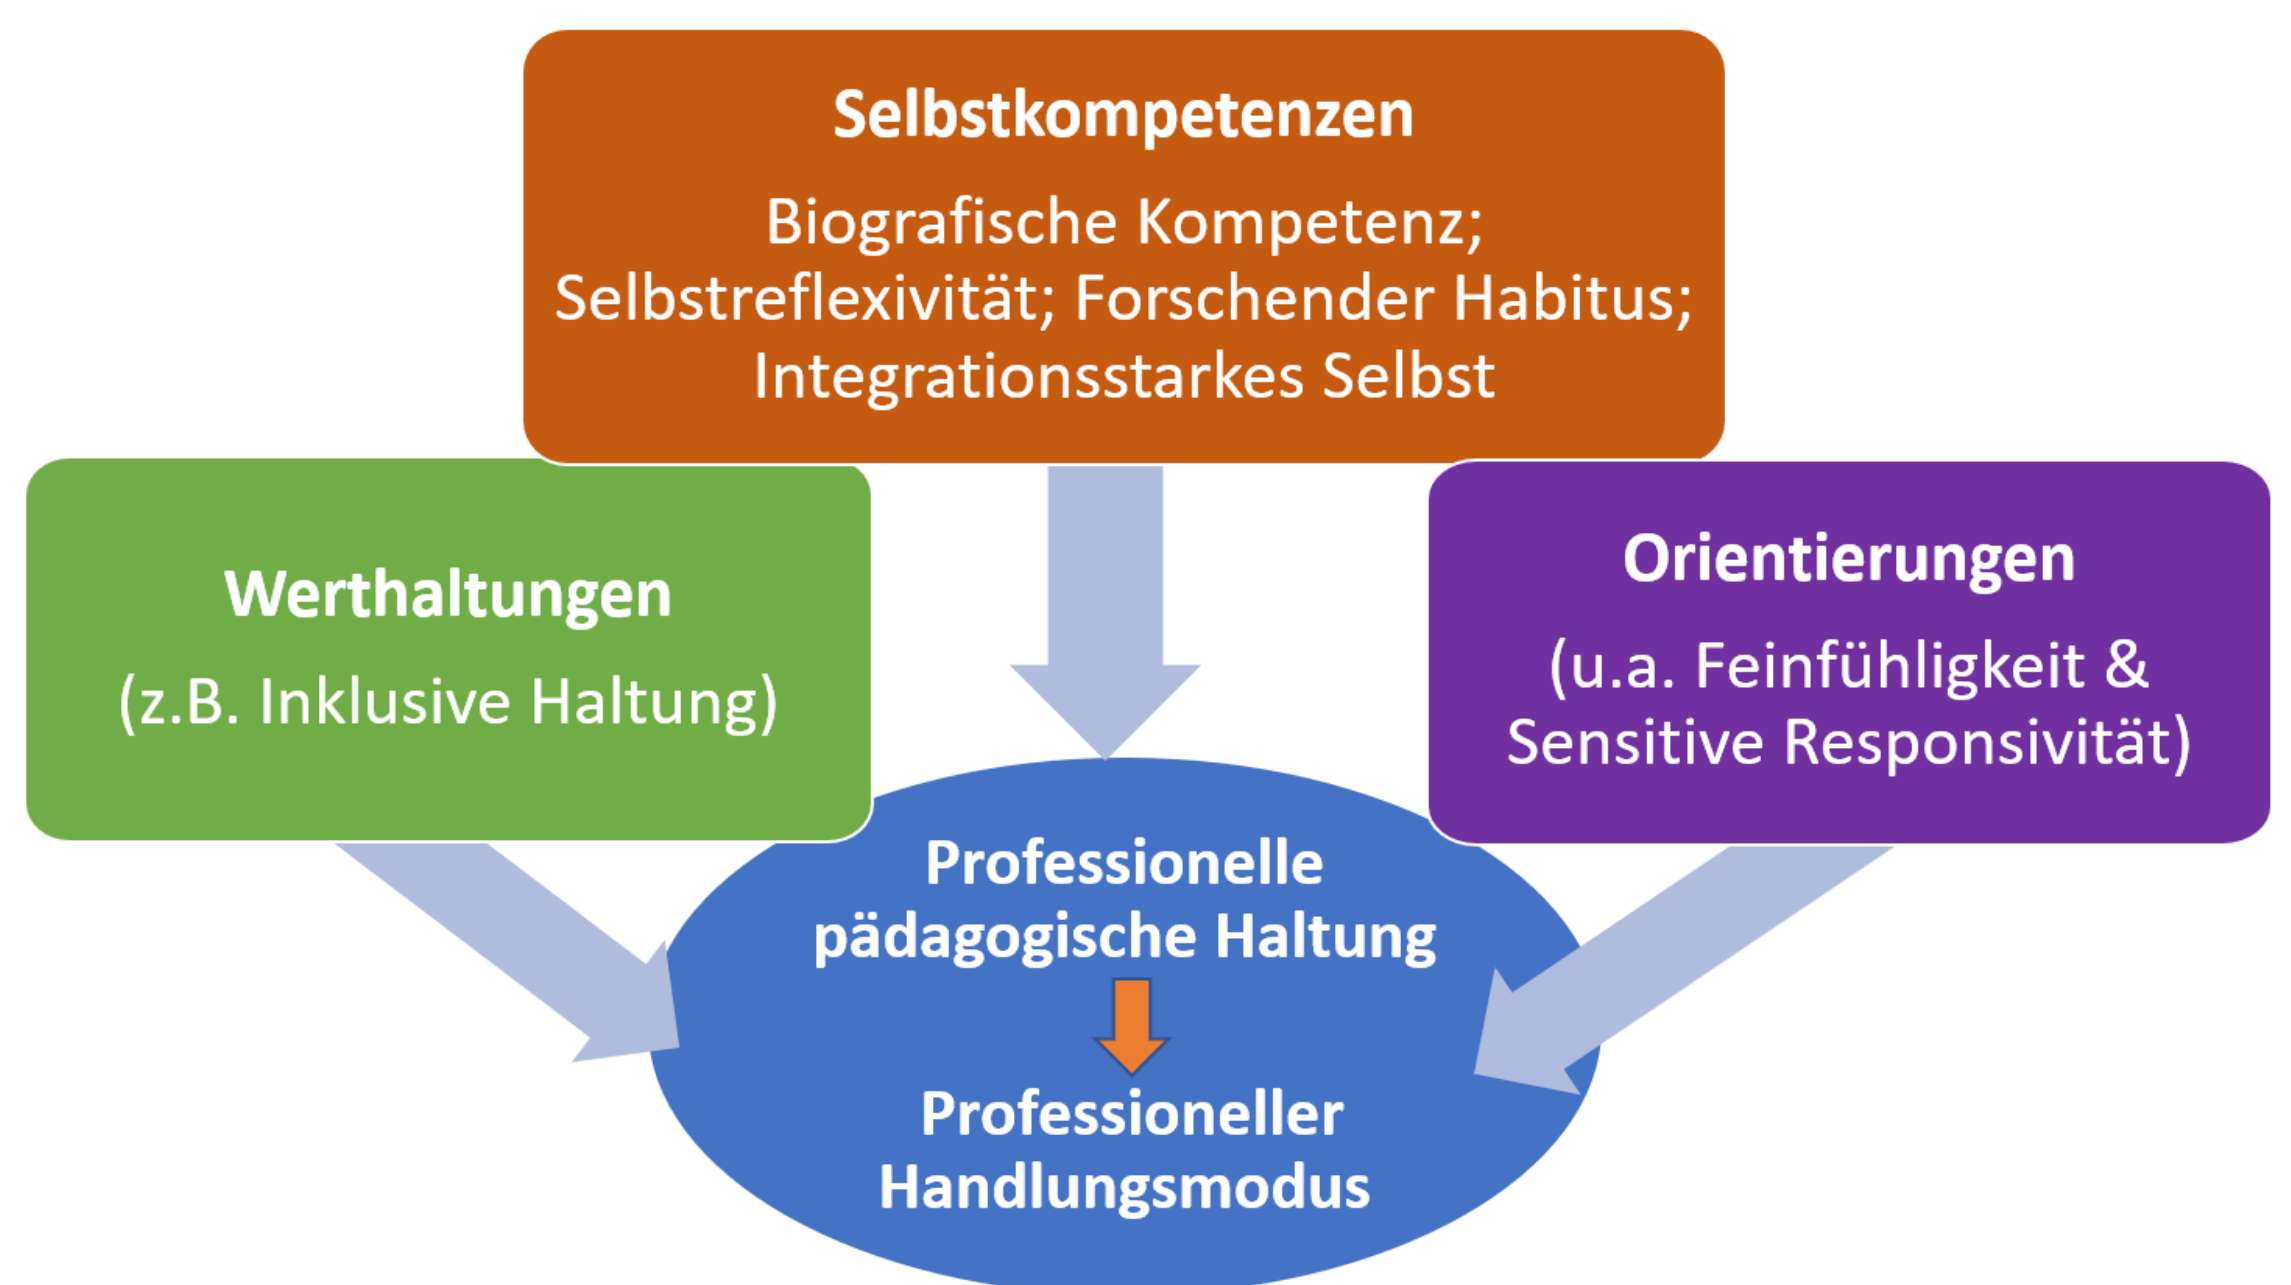 Selbstkompetenzen
Biografische Kompetenz;
Selbstreflexivität; Forschender Habitus;
Integrationsstarkes Selbst
Werthaltungen
(z.B. Inklusive Haltung)
Orientierungen
(u.a. Feinfühligkeit &
Sensitive Responsivität)
Professionelle
pädagogische Haltung
Professioneller
Handlungsmodus